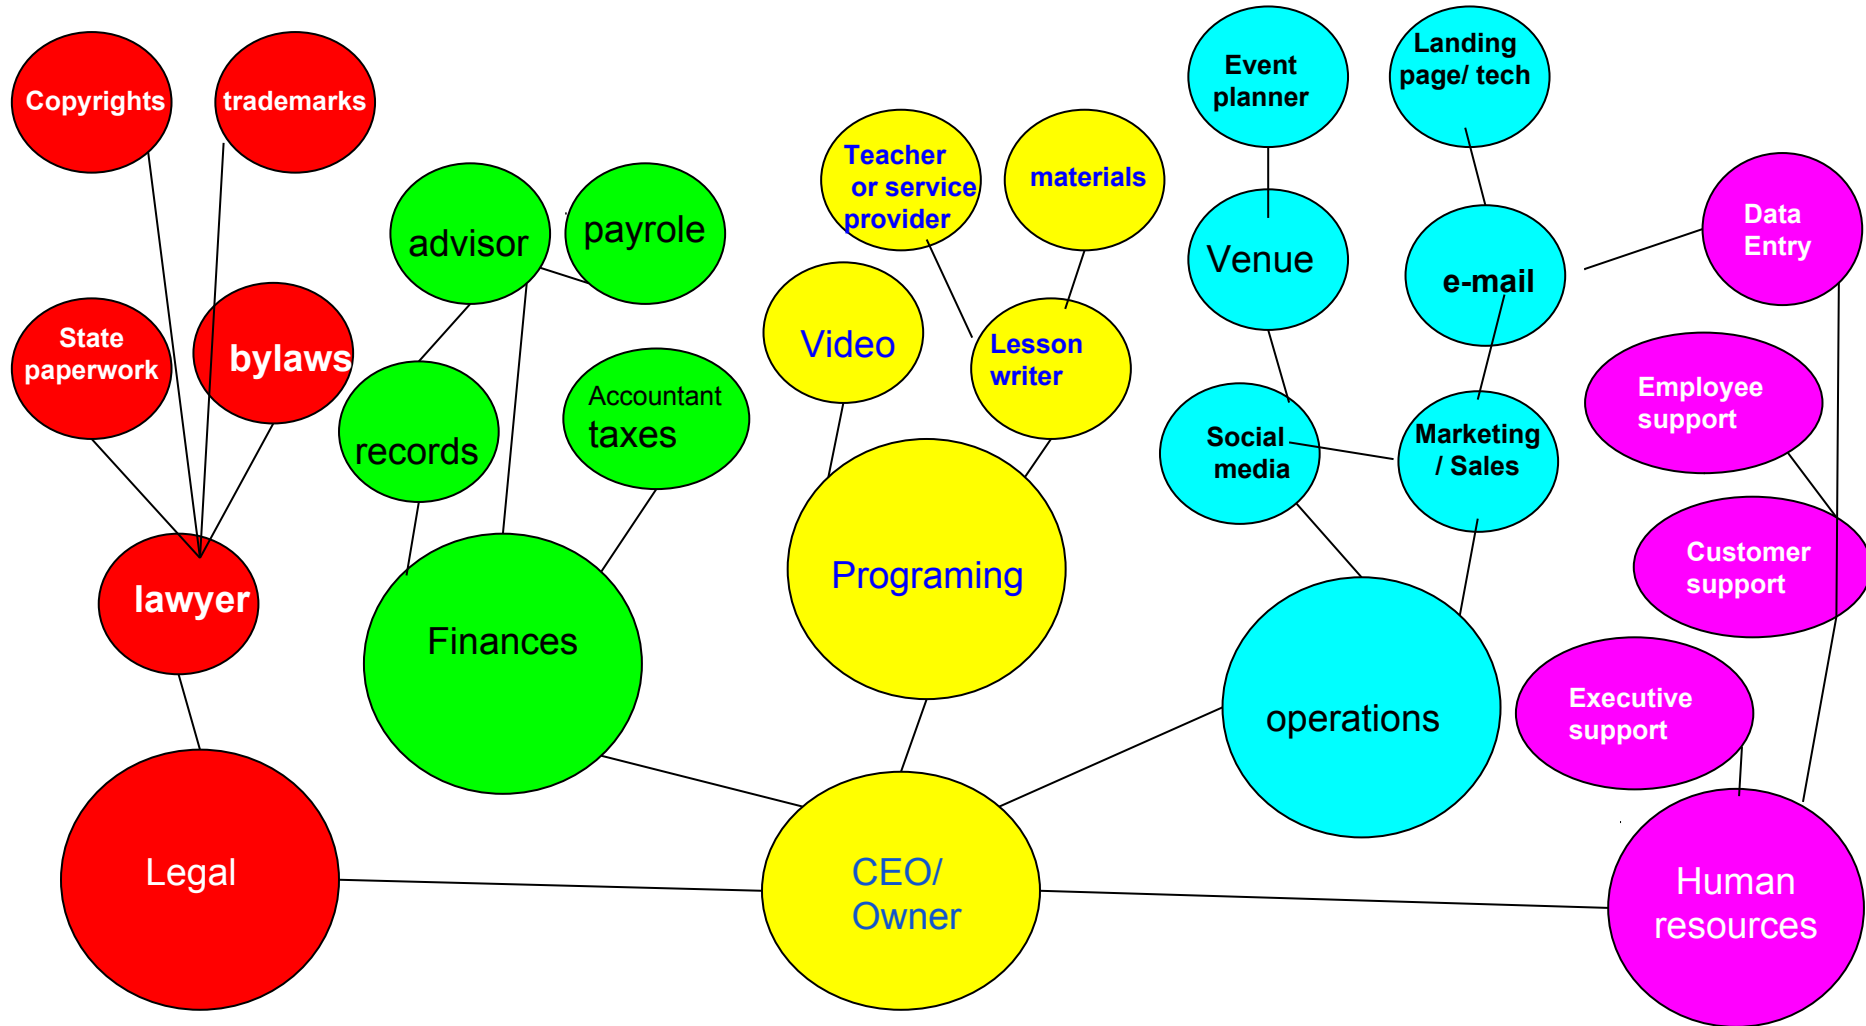 Copyrights
trademarks
State
paperwork
bylaws
lawyer
Legal
advisor
payrole
records
Accountant
taxes
Finances
Teacher
or service
provider
materials
Video
Lesson
writer
Programing
CEO/
Owner
Event
planner
Landing
page/ tech
Venue
e-mail
Social
media
Marketing
/ Sales
operations
Data
Entry
Employee
support
Customer
support
Executive
support
Human
resources